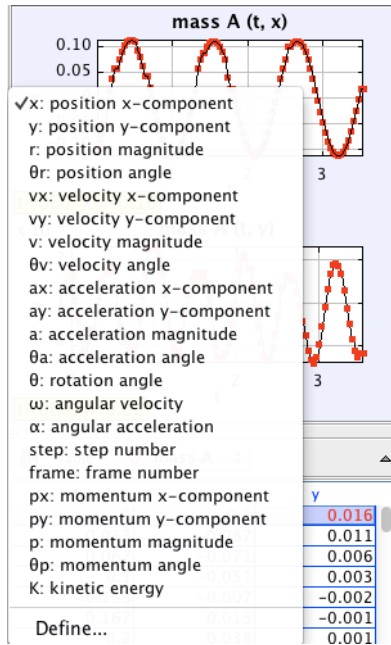 mass A (t, x)
0.10
0.05
✓x: position x-component
y: position y-component
r: position magnitude
θr: position angle
3
vx: velocity x-component
vy: velocity y-component
v: velocity magnitude
θv: velocity angle
ax: acceleration x-component
ay: acceleration y-component
a: acceleration magnitude
θa: acceleration angle
3
θ: rotation angle
ω: angular velocity
α: angular acceleration
step: step number
frame: frame number
px: momentum x-component
y
py: momentum y-component
0.016
p: momentum magnitude
0.011
θp: momentum angle
0.006
K: kinetic energy
0.003
-0.002
Define...
-0.001
0.001